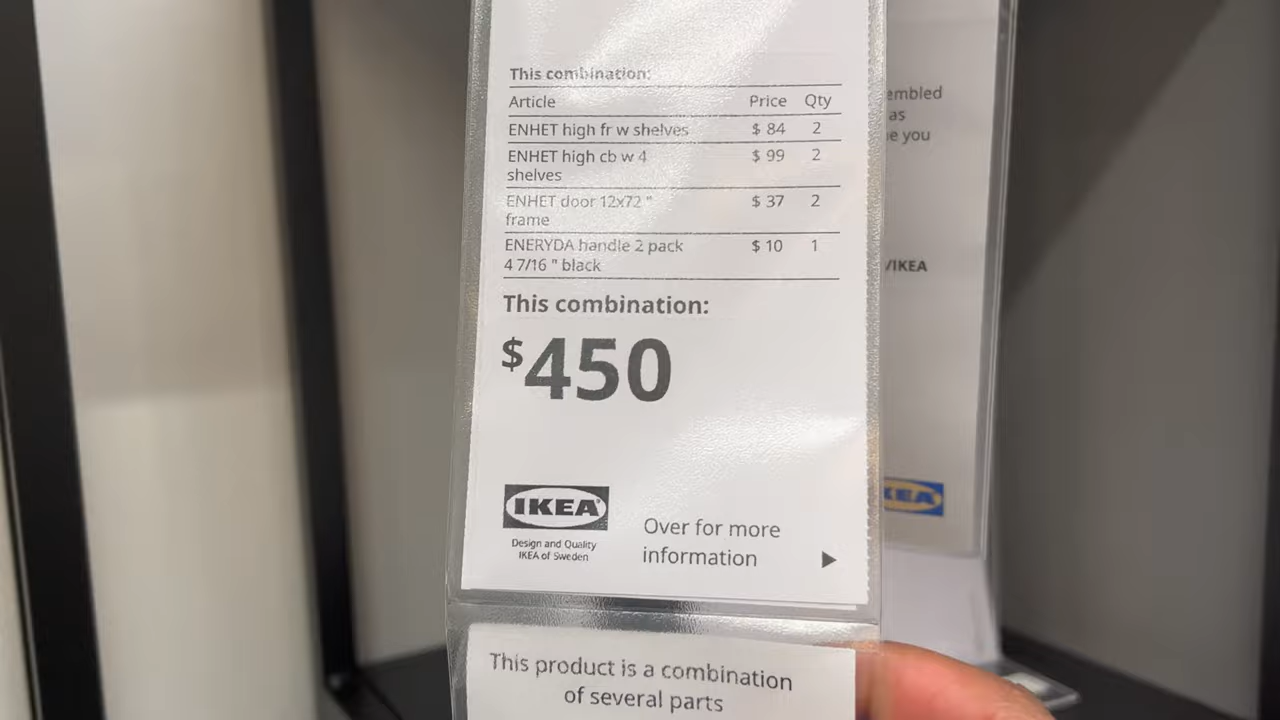 This combination:
Article Price Qty
ENHET high fr w shelves $ 84 2
ENHET high cb w 4 $ 99 2
shelves
ENHET door 12x72 " $ 37 2
frame
ENERYDA handle 2 pack $ 10 1
4 7/16 " black
This combination:
$450
IKEA
Design and Quality
IKEA of Sweden
Over for more
information
This product is a combination
of several parts
embled
as
e you
/IKEA
KEA